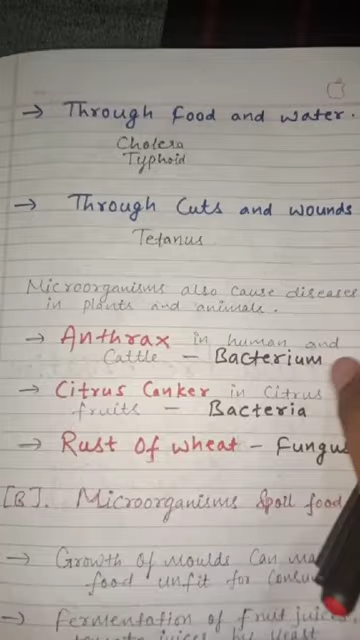 → Through food and water.
Cholera
Typhoid
→ Through Cuts and wounds
Tetanus
Microorganisms also cause diseases
in plants and animals.
→ Anthrax in human and
Cattle - Bacterium
→ Citrus Canker in Citrus
fruits - Bacteria
→ Rust Of wheat - Fungu
[B]. Microorganisms Spoil food
→ Growth of moulds Can
food unfit for
→ Fermentation of fruit juices